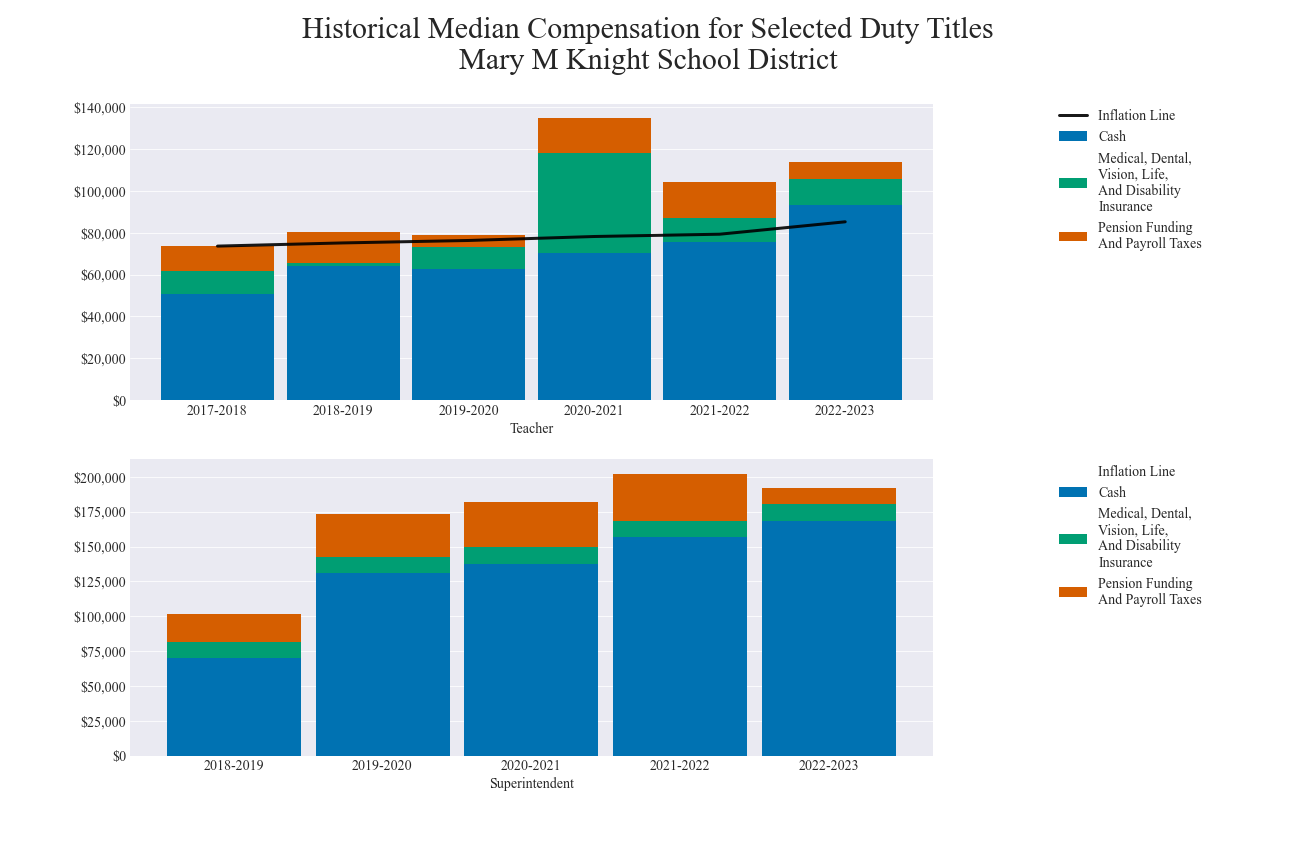 Historical Median Compensation for Selected Duty Titles
Mary M Knight School District
$140,000
$120,000
$100,000
$80,000
$60,000
$40,000
$20,000
$0
2017-2018
2018-2019
2019-2020
2020-2021
2021-2022
2022-2023
Teacher
Inflation Line
Cash
Medical, Dental,
Vision, Life,
And Disability
Insurance
Pension Funding
And Payroll Taxes
$200,000
$175,000
$150,000
$125,000
$100,000
$75,000
$50,000
$25,000
$0
2018-2019
2019-2020
2020-2021
2021-2022
2022-2023
Superintendent
Inflation Line
Cash
Medical, Dental,
Vision, Life,
And Disability
Insurance
Pension Funding
And Payroll Taxes